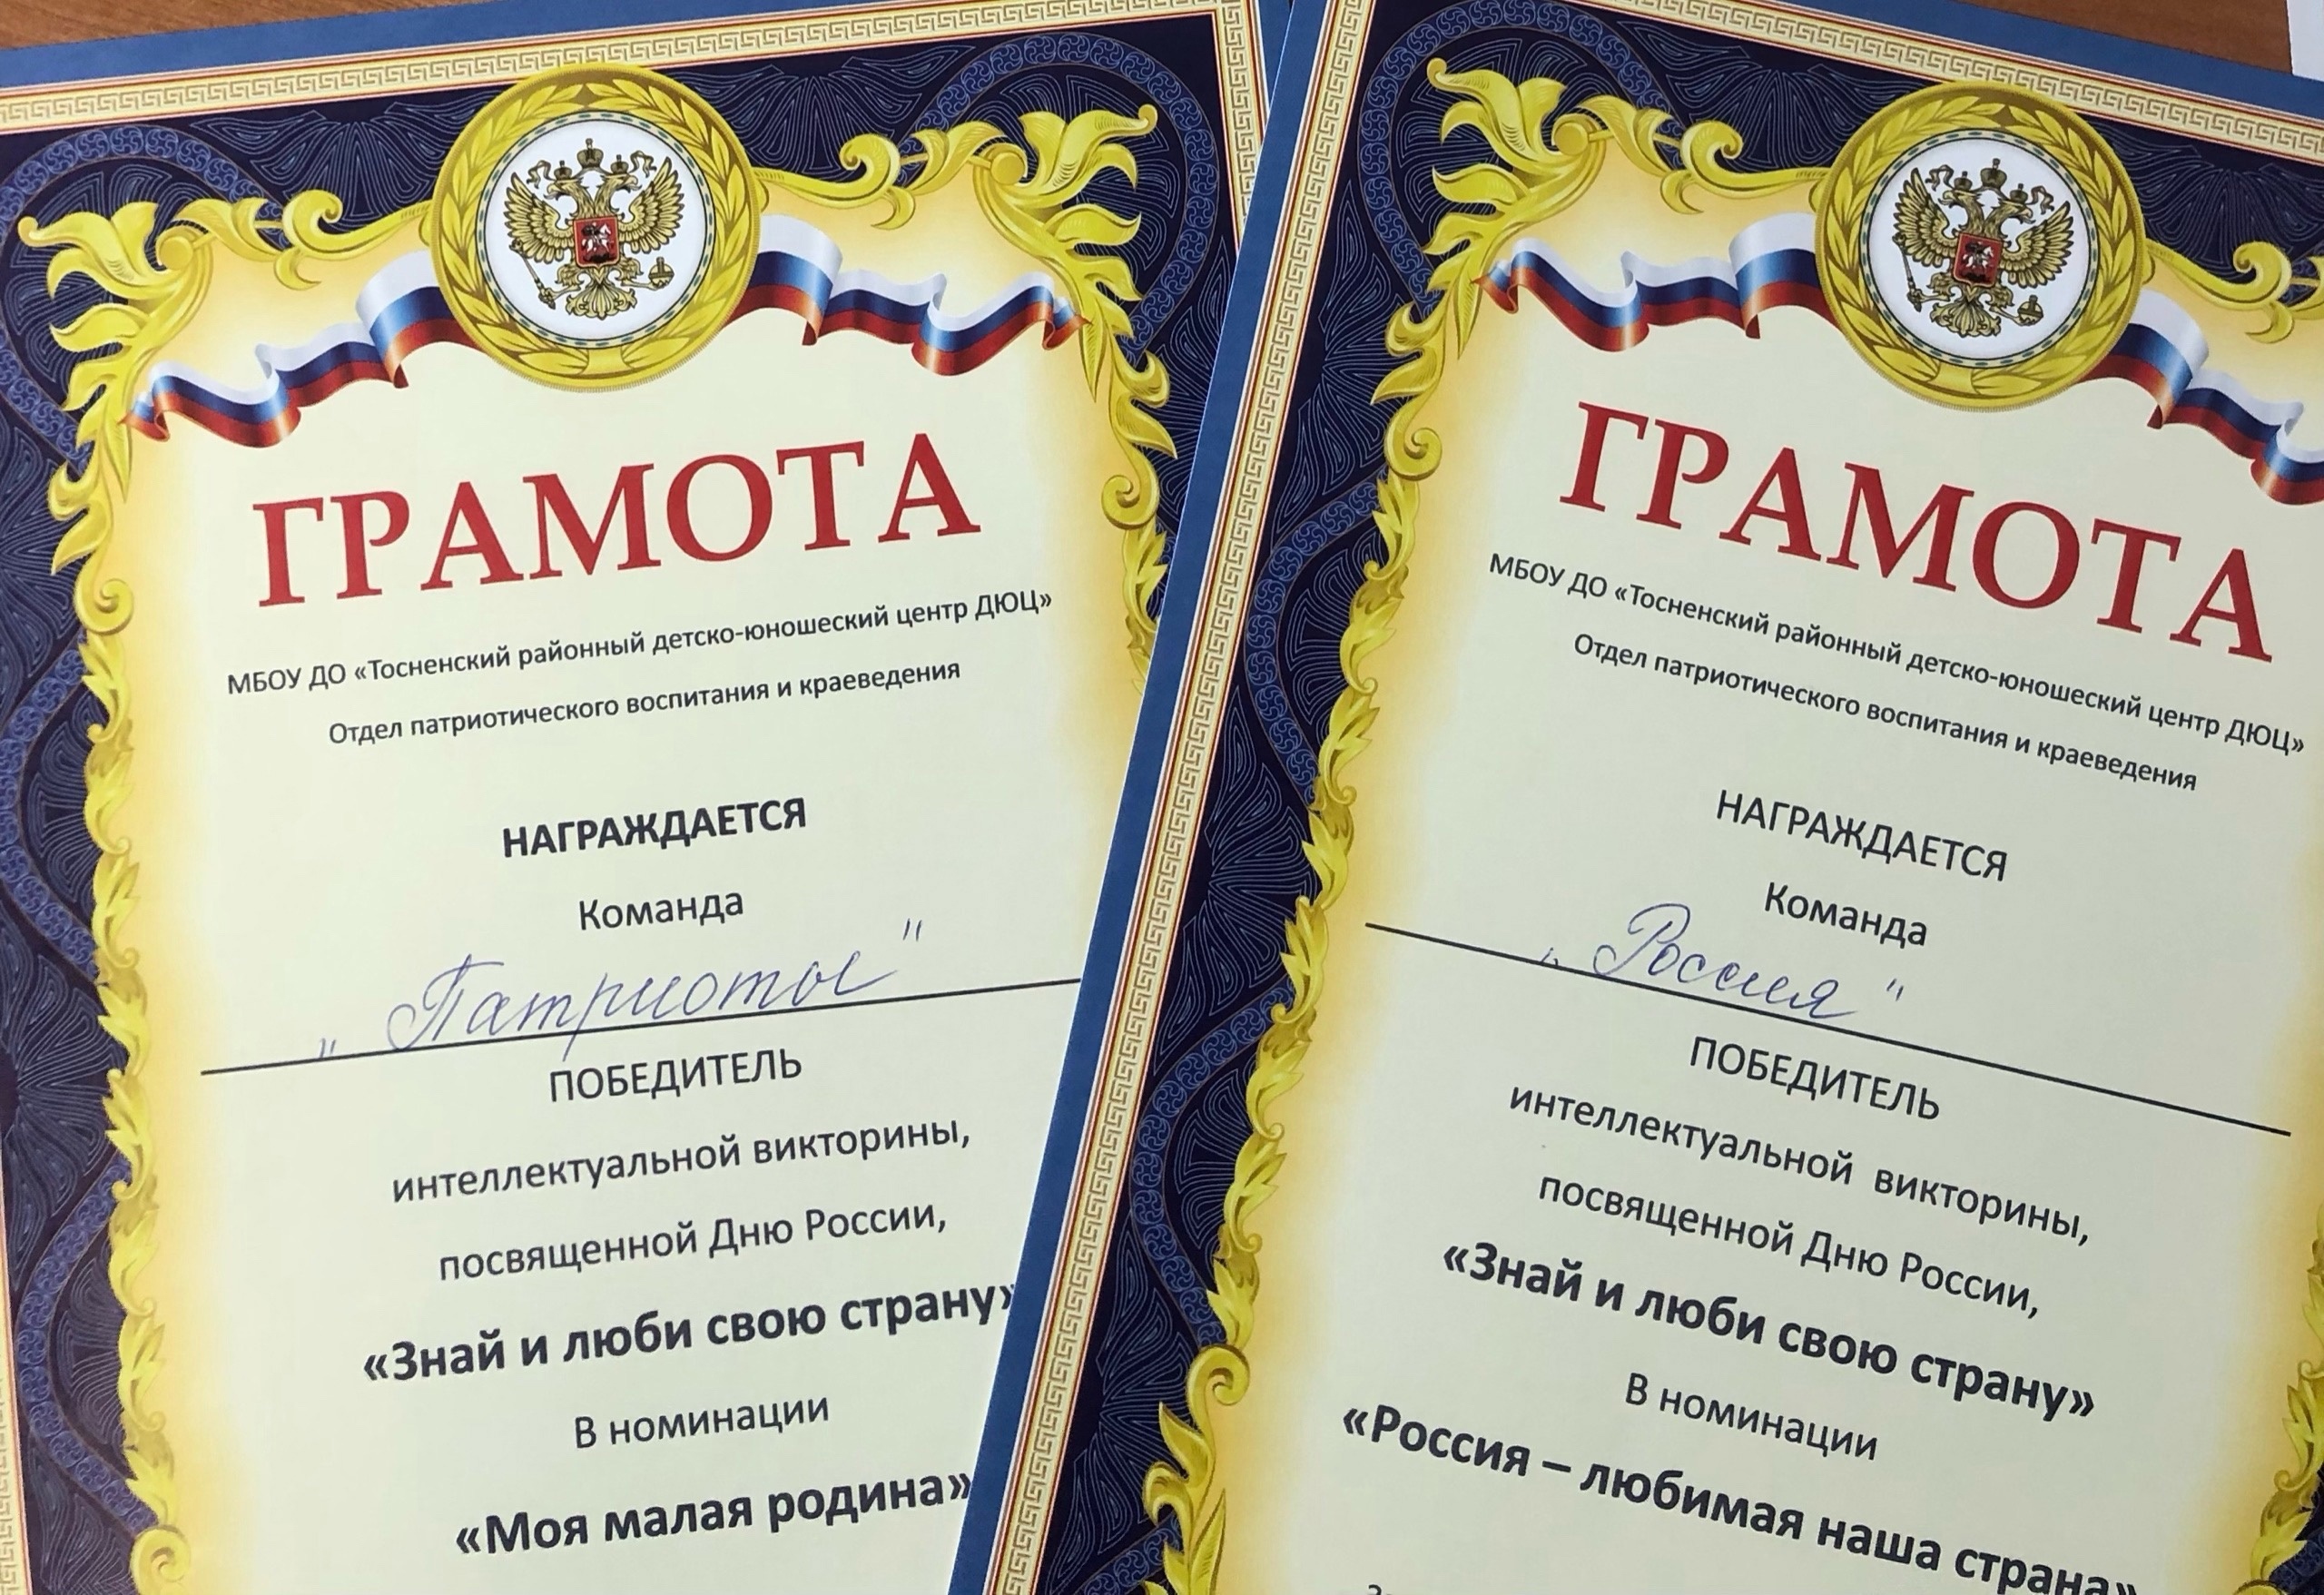 ГРАМОТА
МБОУ ДО «Тосненский районный детско-юношеский центр ДЮЦ»
Отдел патриотического воспитания и краеведения
НАГРАЖДАЕТСЯ
Команда
„ Патриоты "
ПОБЕДИТЕЛЬ
интеллектуальной викторины,
посвященной Дню России,
«Знай и люби свою страну»
В номинации
«Моя малая родина»
ГРАМОТА
МБОУ ДО «Тосненский районный детско-юношеский центр ДЮЦ»
Отдел патриотического воспитания и краеведения
НАГРАЖДАЕТСЯ
Команда
„ Россия "
ПОБЕДИТЕЛЬ
интеллектуальной викторины,
посвященной Дню России,
«Знай и люби свою страну»
В номинации
«Россия – любимая наша страна»